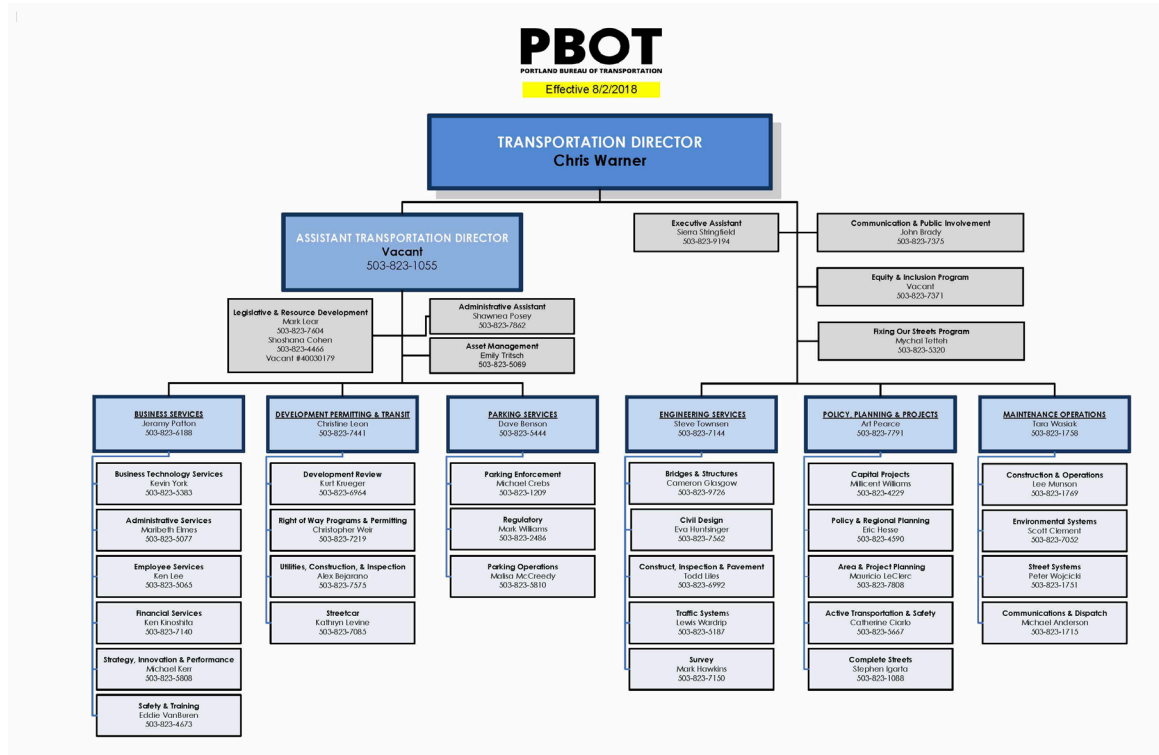 PBOT
PORTLAND BUREAU OF TRANSPORTATION
Effective 8/2/2018
TRANSPORTATION DIRECTOR
Chris Warner
ASSISTANT TRANSPORTATION DIRECTOR
Vacant
503-823-1055
Executive Assistant
Sierra Stringfield
503-823-9194
Communication & Public Involvement
John Brady
503-823-7375
Equity & Inclusion Program
Vacant
503-823-7371
Fixing Our Streets Program
Mychal Tetteh
503-823-5320
Legislative & Resource Development
Mark Lear
503-823-7604
Shoshana Cohen
503-823-4466
Vacant #40030179
Administrative Assistant
Shawnea Posey
503-823-7862
Asset Management
Emily Tritsch
503-823-5069
BUSINESS SERVICES
Jeramy Patton
503-823-6188
Business Technology Services
Kevin York
503-823-5383
Administrative Services
Maribeth Elmes
503-823-5077
Employee Services
Ken Lee
503-823-5065
Financial Services
Ken Kinoshita
503-823-7140
Strategy, Innovation & Performance
Michael Kerr
503-823-5808
Safety & Training
Eddie VanBuren
503-823-4673
DEVELOPMENT PERMITTING & TRANSIT
Christine Leon
503-823-7441
Development Review
Kurt Krueger
503-823-6964
Right of Way Programs & Permitting
Christopher Weir
503-823-7219
Utilities, Construction, & Inspection
Alex Bejarano
503-823-7575
Streetcar
Kathryn Levine
503-823-7085
PARKING SERVICES
Dave Benson
503-823-5444
Parking Enforcement
Michael Crebs
503-823-1209
Regulatory
Mark Williams
503-823-2486
Parking Operations
Malisa McCreedy
503-823-5810
ENGINEERING SERVICES
Steve Townsen
503-823-7144
Bridges & Structures
Cameron Glasgow
503-823-9726
Civil Design
Eva Huntsinger
503-823-7562
Construct, Inspection & Pavement
Todd Liles
503-823-6992
Traffic Systems
Lewis Wardrip
503-823-5187
Survey
Mark Hawkins
503-823-7150
POLICY, PLANNING & PROJECTS
Art Pearce
503-823-7791
Capital Projects
Millicent Williams
503-823-4229
Policy & Regional Planning
Eric Hesse
503-823-4590
Area & Project Planning
Mauricio LeClerc
503-823-7808
Active Transportation & Safety
Catherine Ciarlo
503-823-5667
Complete Streets
Stephen Igarta
503-823-1088
MAINTENANCE OPERATIONS
Tara Wasiak
503-823-1758
Construction & Operations
Lee Munson
503-823-1769
Environmental Systems
Scott Clement
503-823-7052
Street Systems
Peter Wojcicki
503-823-1751
Communications & Dispatch
Michael Anderson
503-823-1715